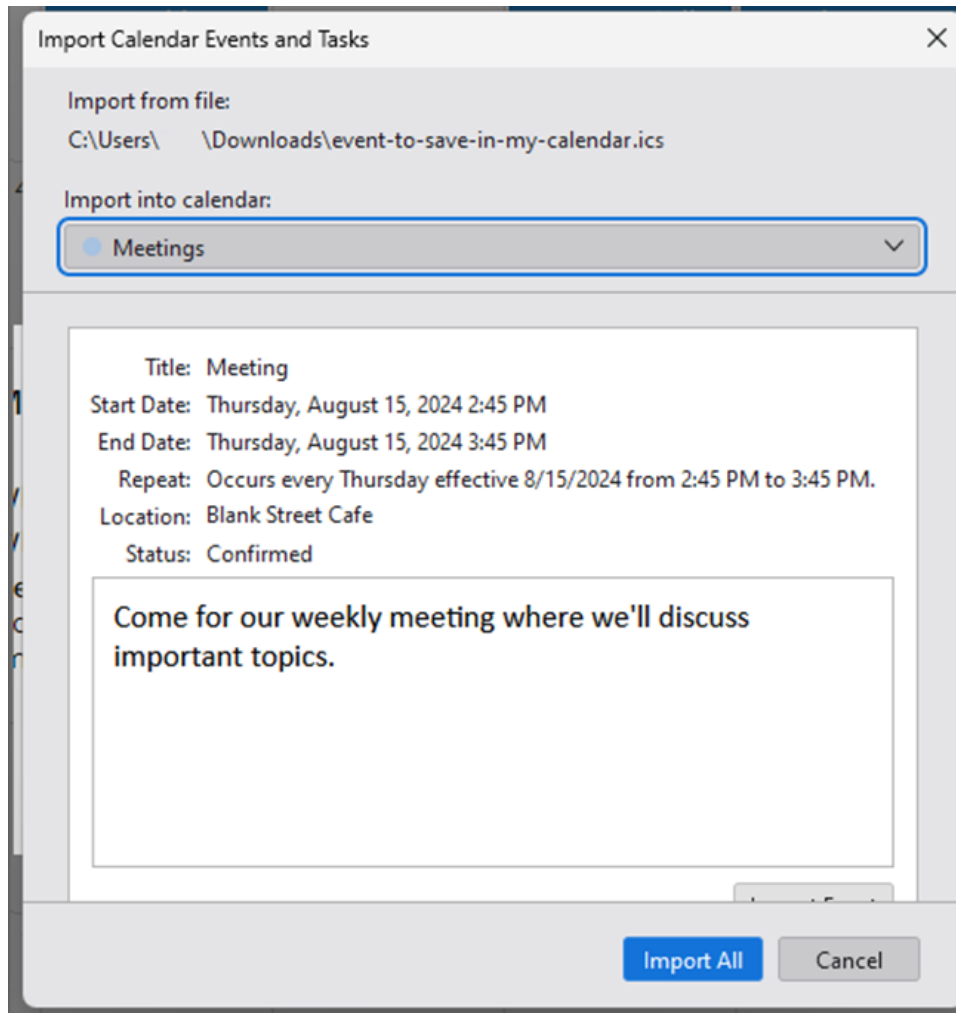 Import Calendar Events and Tasks
Import from file:
C:\Users\ \Downloads\event-to-save-in-my-calendar.ics
Import into calendar:
Meetings
Title: Meeting
Start Date: Thursday, August 15, 2024 2:45 PM
End Date: Thursday, August 15, 2024 3:45 PM
Repeat: Occurs every Thursday effective 8/15/2024 from 2:45 PM to 3:45 PM.
Location: Blank Street Cafe
Status: Confirmed
Come for our weekly meeting where we'll discuss
important topics.
Import All
Cancel